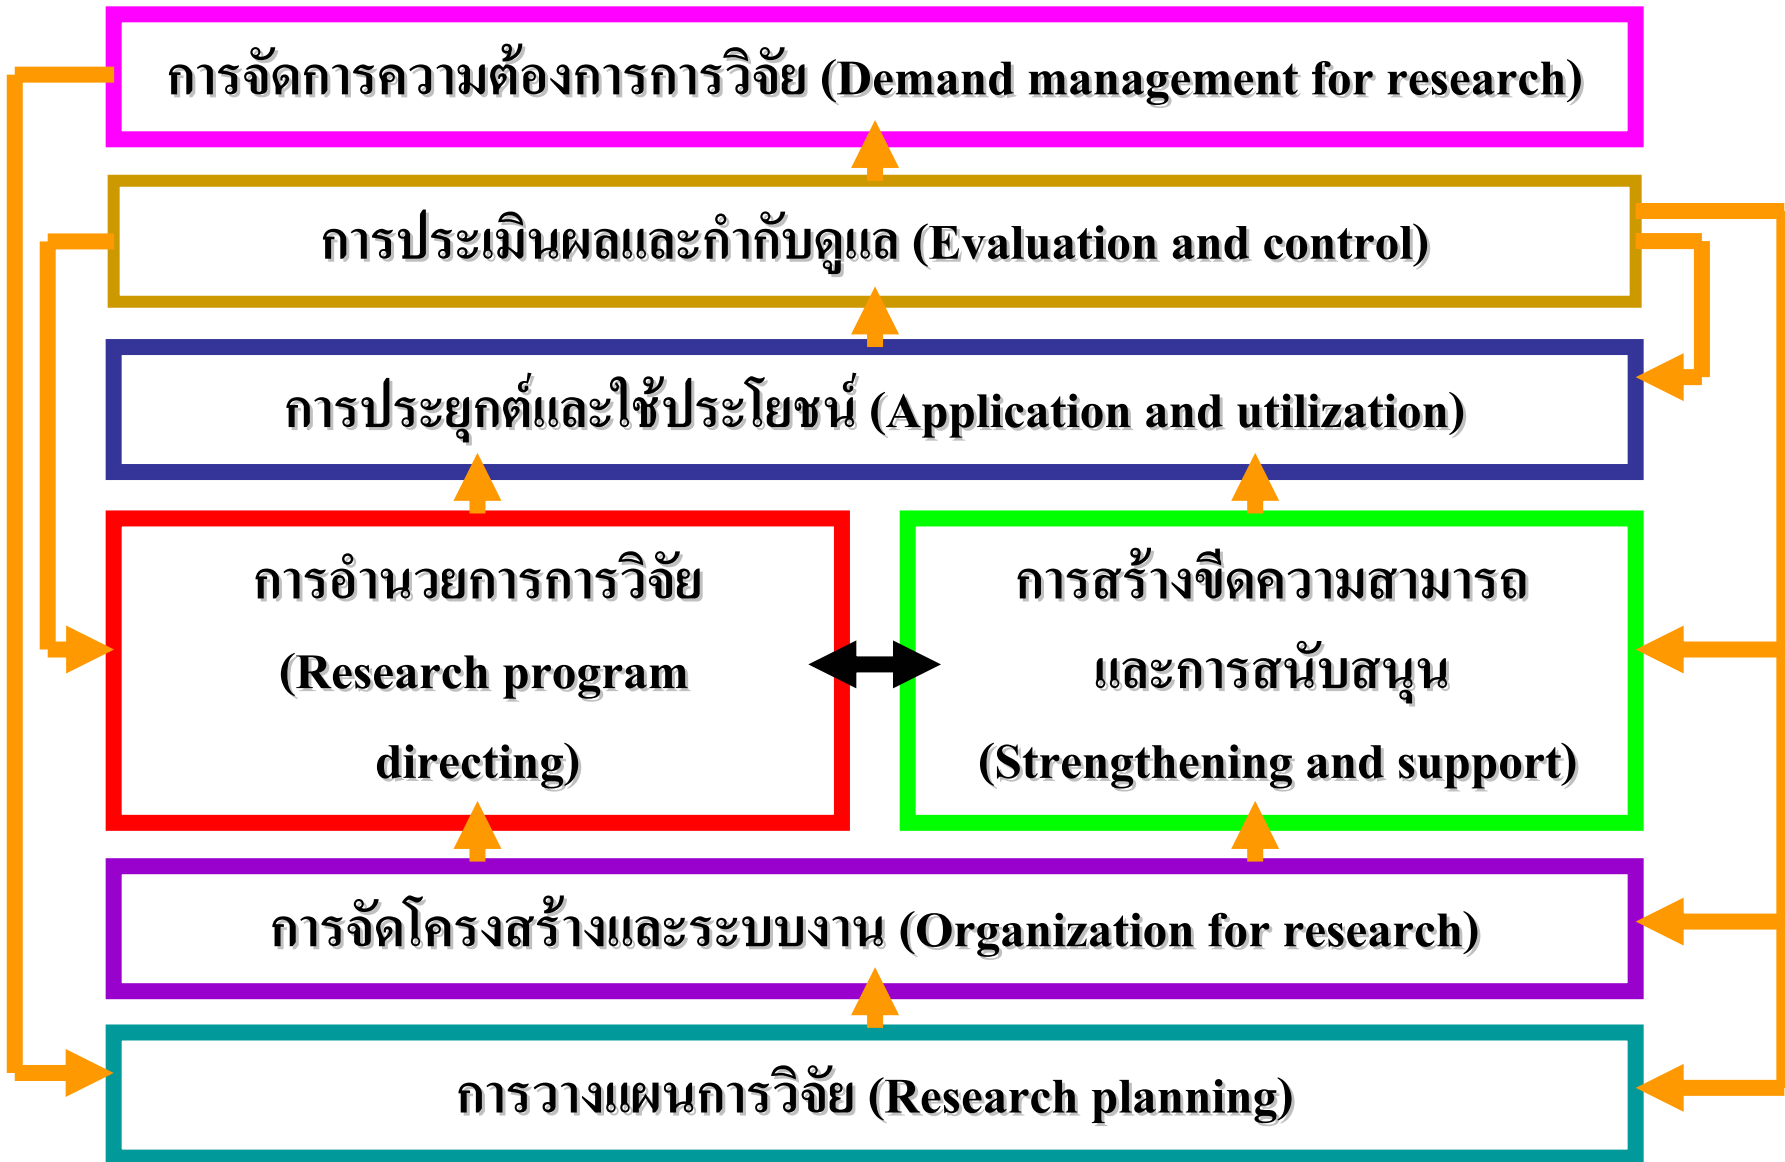 การจัดการความต้องการการวิจัย (Demand management for research)
การประเมินผลและกำกับดูแล (Evaluation and control)
การประยุกต์และใช้ประโยชน์ (Application and utilization)
การอำนวยการการวิจัย
(Research program
directing)
การสร้างขีดความสามารถ
และการสนับสนุน
(Strengthening and support)
การจัดโครงสร้างและระบบงาน (Organization for research)
การวางแผนการวิจัย (Research planning)